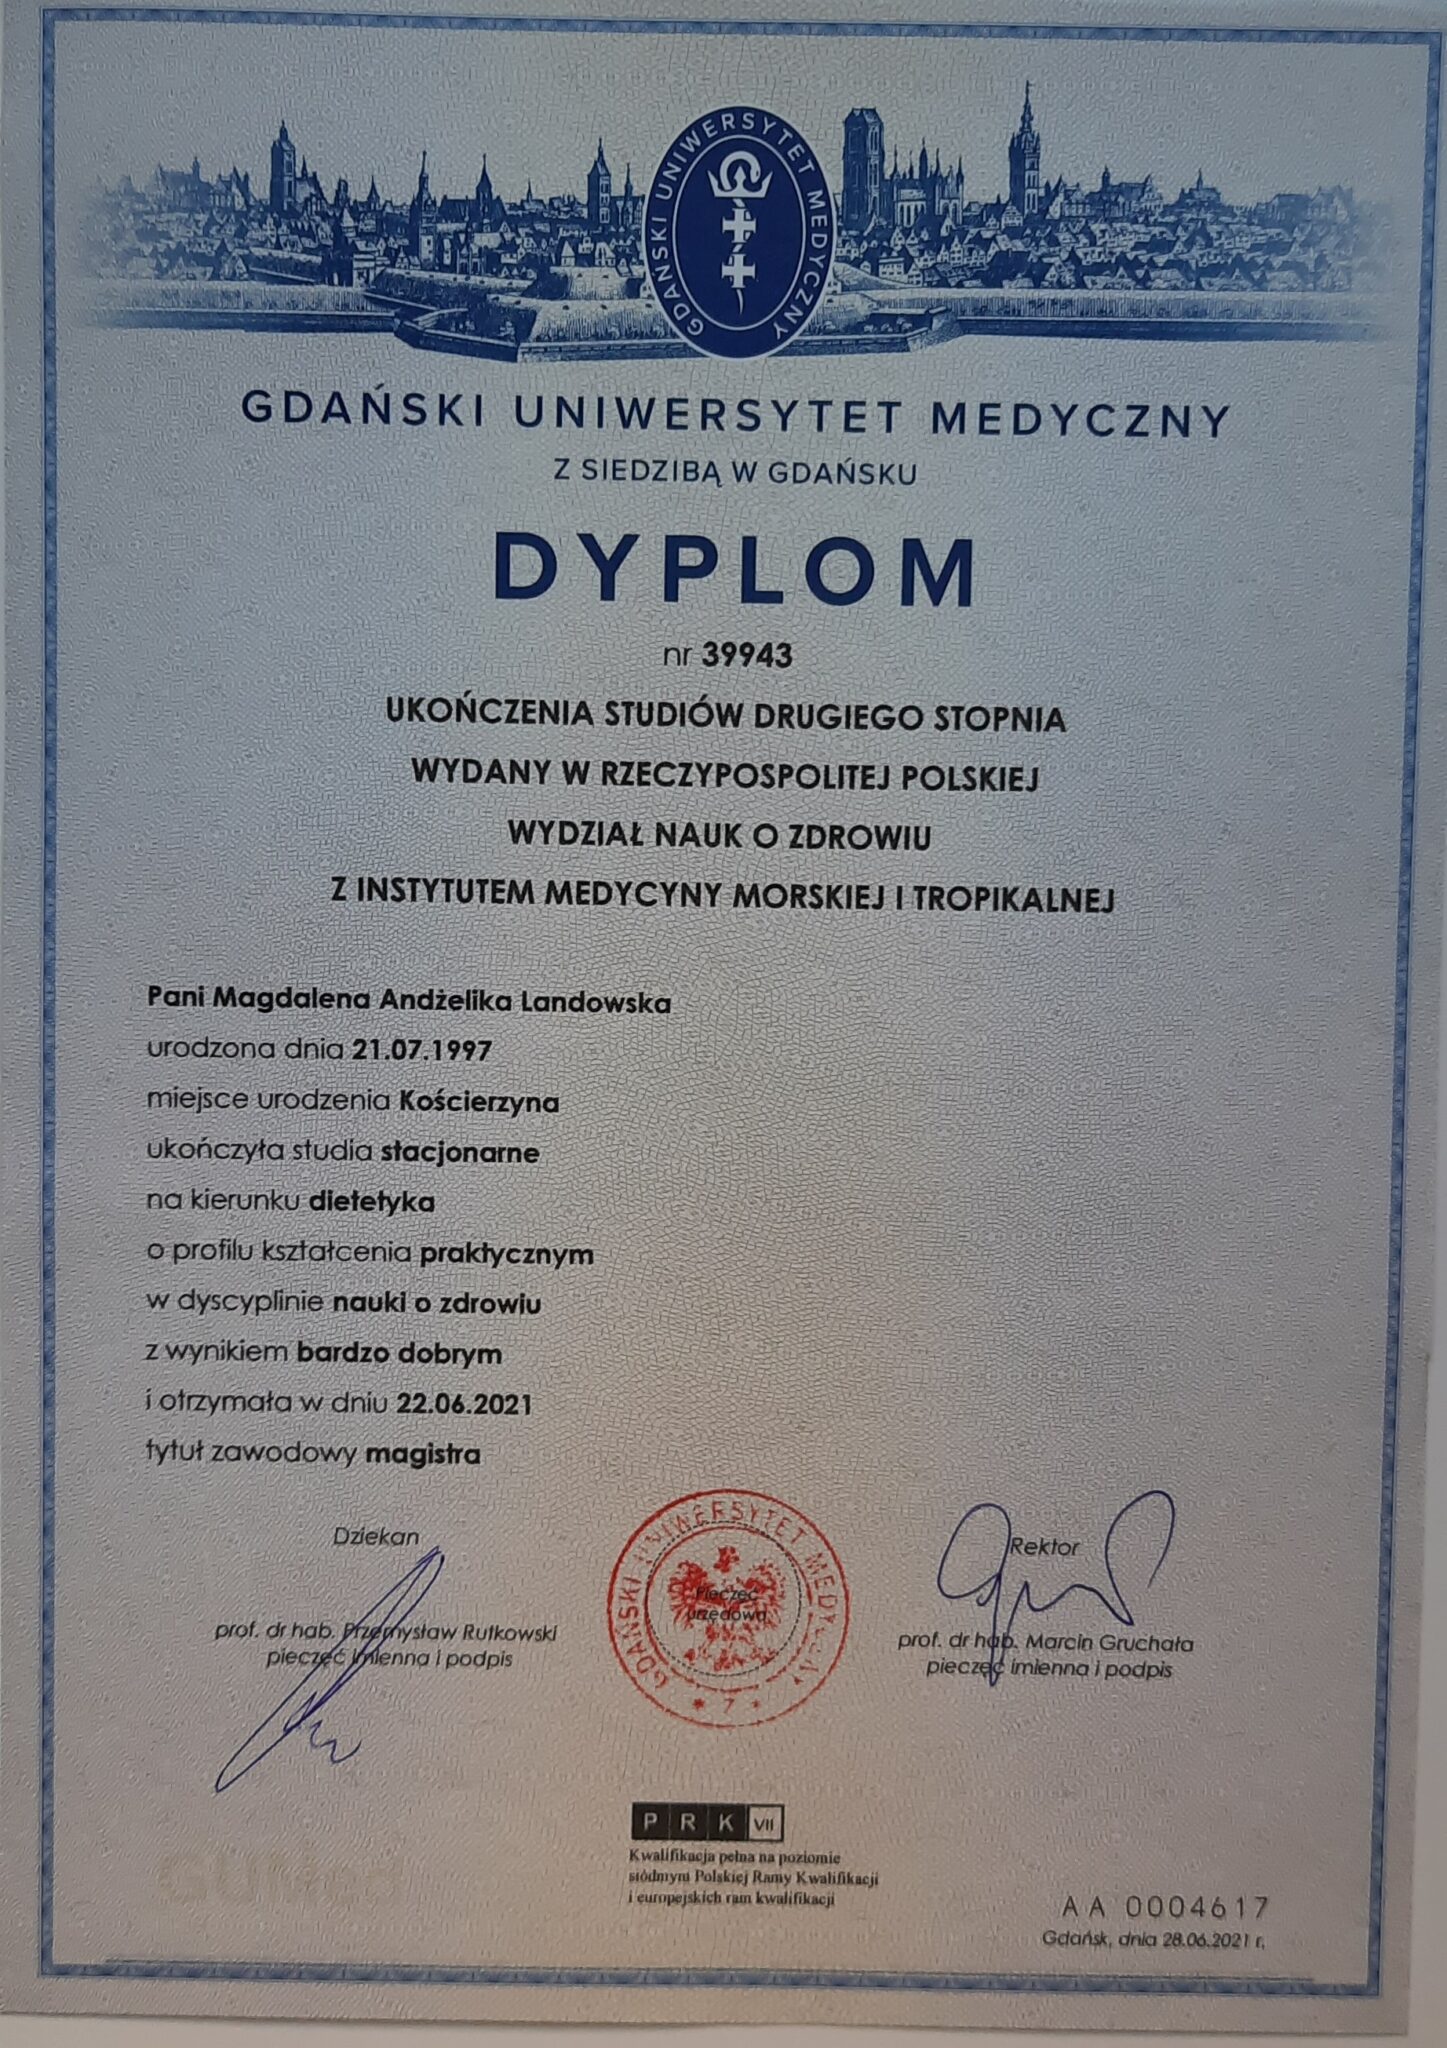 GDAŃSKI UNIWERSYTET MEDYCZNY
GDAŃSKI UNIWERSYTET MEDYCZNY
Z SIEDZIBĄ W GDAŃSKU
DYPLOM
nr 39943
UKOŃCZENIA STUDIÓW DRUGIEGO STOPNIA
WYDANY W RZECZYPOSPOLITEJ POLSKIEJ
WYDZIAŁ NAUK O ZDROWIU
Z INSTYTUTEM MEDYCYNY MORSKIEJ I TROPIKALNEJ
Pani Magdalena Andżelika Landowska
urodzona dnia 21.07.1997
miejsce urodzenia Kościerzyna
ukończyła studia stacjonarne
na kierunku dietetyka
o profilu kształcenia praktycznym
w dyscyplinie nauki o zdrowiu
z wynikiem bardzo dobrym
i otrzymała w dniu 22.06.2021
tytuł zawodowy magistra
Dziekan
prof. dr hab. Przemysław Rutkowski
pieczęć imienna i podpis
GDAŃSKI UNIWERSYTET MEDYCZNY
* 7 *
Pieczęć
urzędowa
Rektor
prof. dr hab. Marcin Gruchała
pieczęć imienna i podpis
PRK VII
Kwalifikacja pełna na poziomie
siódmym Polskiej Ramy Kwalifikacji
i europejskich ram kwalifikacji
AA 0004617
Gdańsk, dnia 28.06.2021 r.